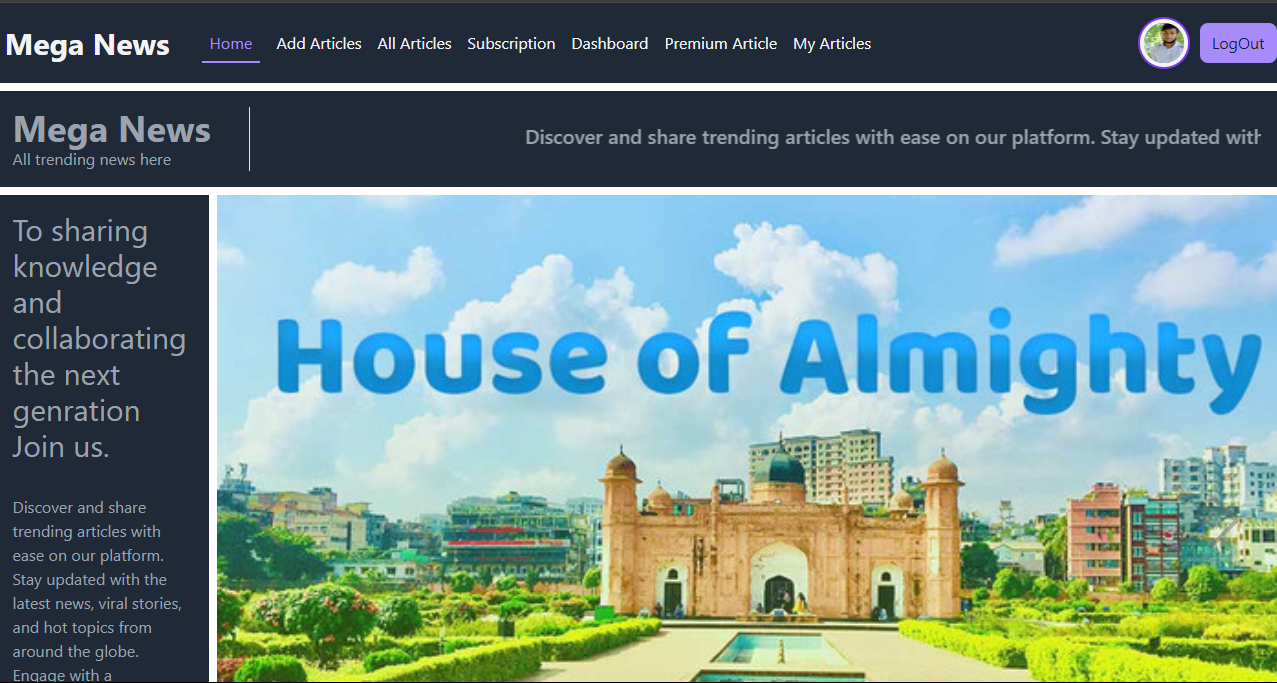 Mega News
Home
Add Articles
All Articles
Subscription
Dashboard
Premium Article
My Articles
LogOut
Mega News
All trending news here
Discover and share trending articles with ease on our platform. Stay updated with
To sharing
knowledge
and
collaborating
the next
genration
Join us.
Discover and share
trending articles with
ease on our platform.
Stay updated with the
latest news, viral stories,
and hot topics from
around the globe.
Engage with a
House of Almighty